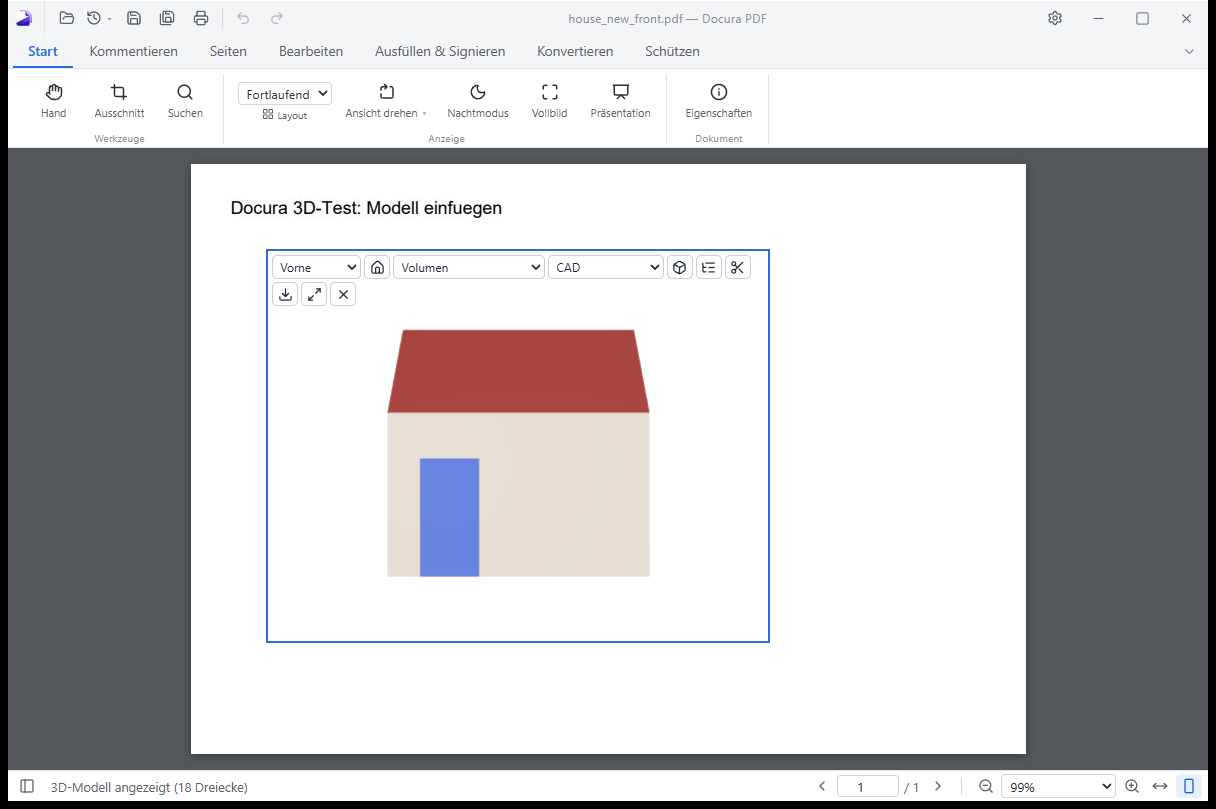 house_new_front.pdf — Docura PDF
Start Kommentieren Seiten Bearbeiten Ausfüllen & Signieren Konvertieren Schützen
Hand Ausschnitt Suchen
Werkzeuge
Fortlaufend
Layout
Ansicht drehen Nachtmodus Vollbild Präsentation
Anzeige
Eigenschaften
Dokument
Docura 3D-Test: Modell einfuegen
Vorne Volumen CAD
3D-Modell angezeigt (18 Dreiecke)
1 / 1
99%